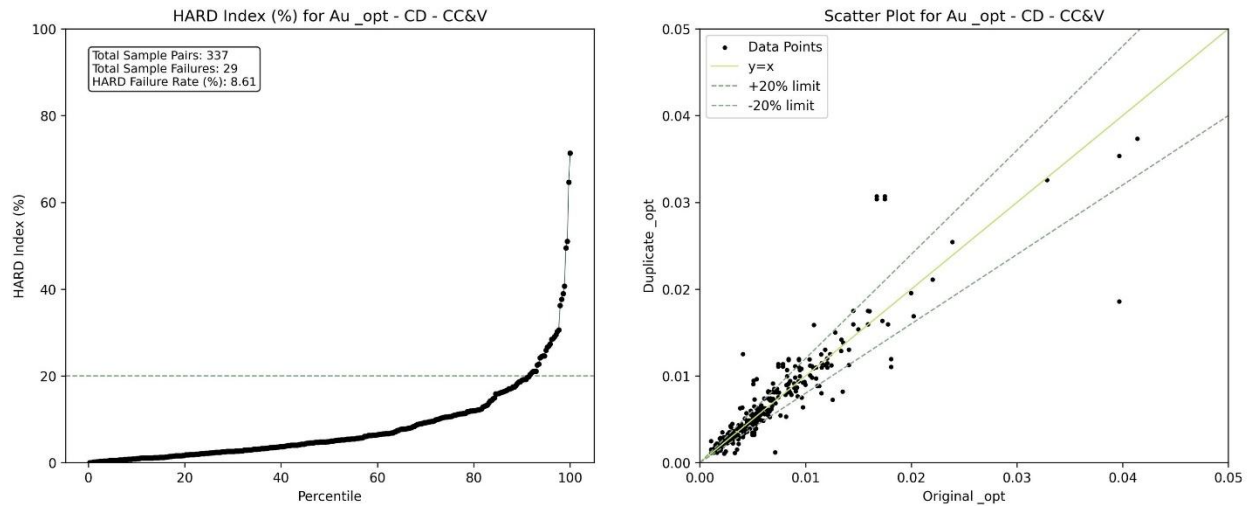 HARD Index (%) for Au _opt - CD - CC&V
Total Sample Pairs: 337
Total Sample Failures: 29
HARD Failure Rate (%): 8.61
100
80
60
40
20
0
HARD Index (%)
0 20 40 60 80 100
Percentile
Scatter Plot for Au _opt - CD - CC&V
Data Points
y=x
+20% limit
-20% limit
0.05
0.04
0.03
0.02
0.01
0.00
Duplicate _opt
0.00 0.01 0.02 0.03 0.04 0.05
Original _opt